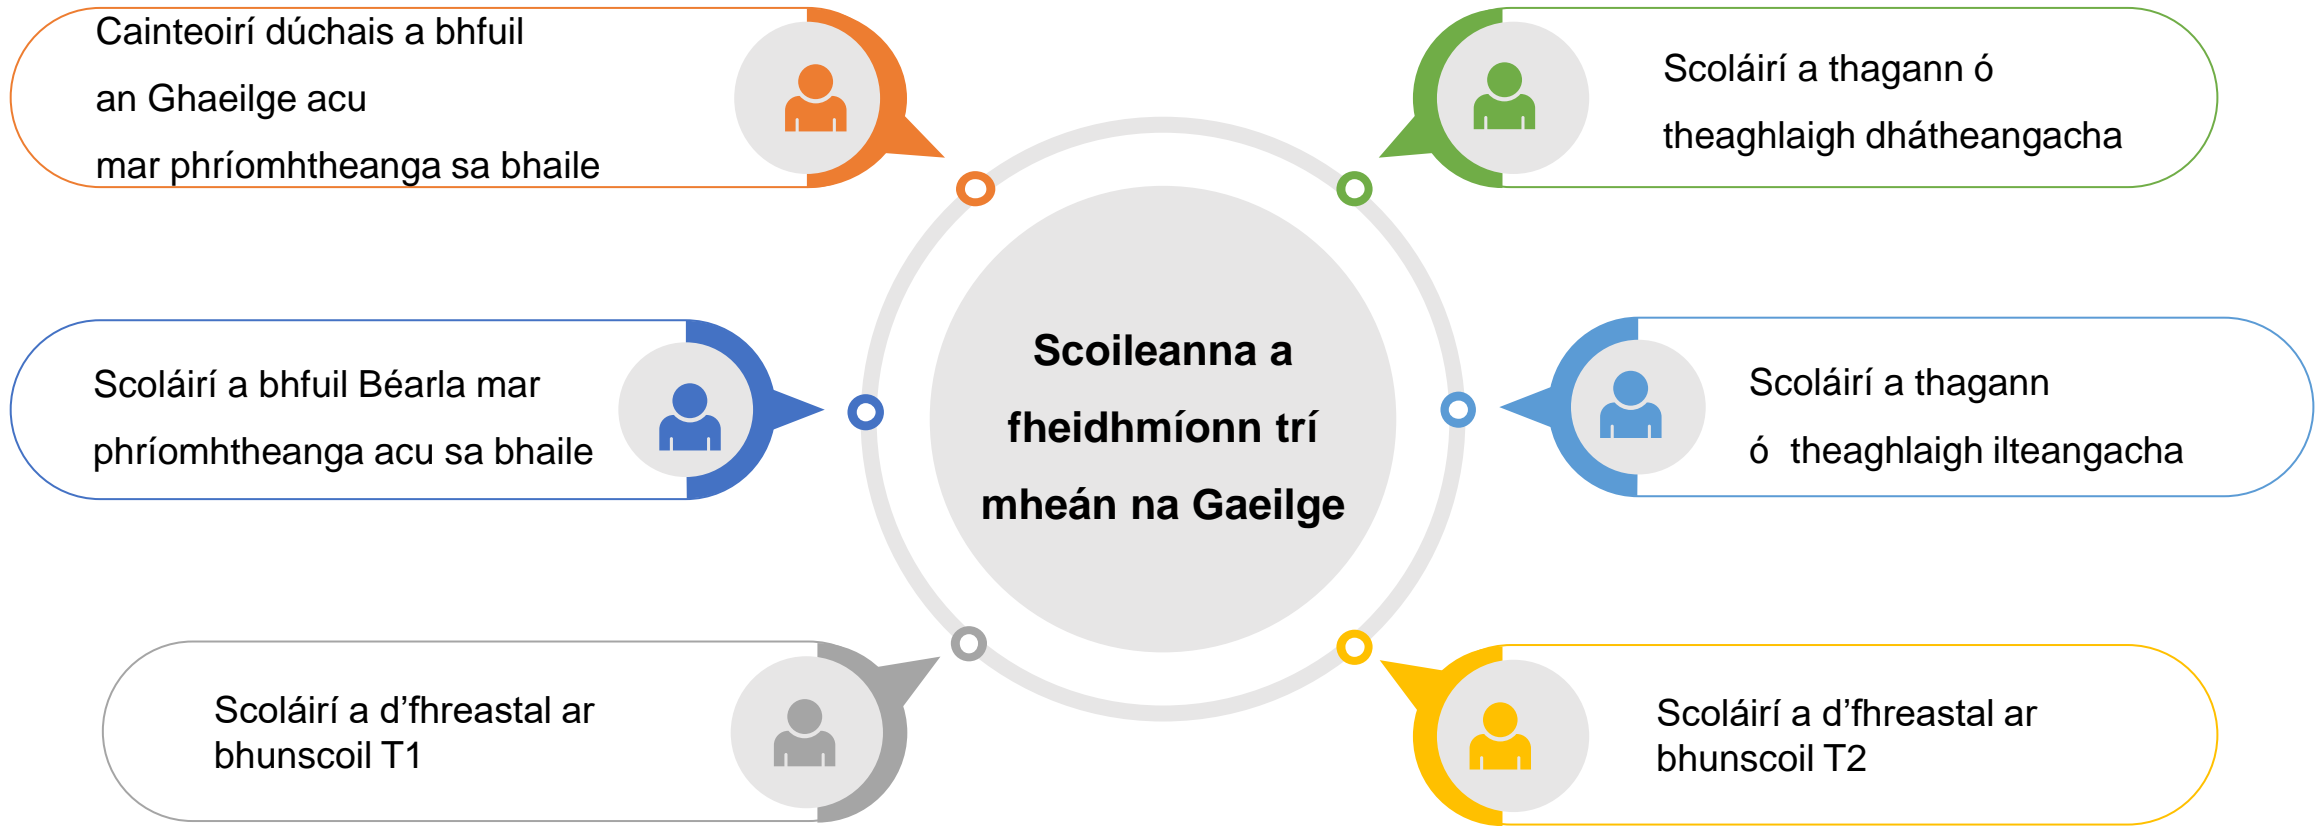 Cainteoirí dúchais a bhfuil
an Ghaeilge acu
mar phríomhtheanga sa bhaile
Scoláirí a thagann ó
theaghlaigh dhátheangacha
Scoláirí a bhfuil Béarla mar
phríomhtheanga acu sa bhaile
Scoileanna a
fheidhmíonn trí
mheán na Gaeilge
Scoláirí a thagann
ó theaghlaigh ilteangacha
Scoláirí a d’fhreastal ar
bhunscoil T1
Scoláirí a d’fhreastal ar
bhunscoil T2